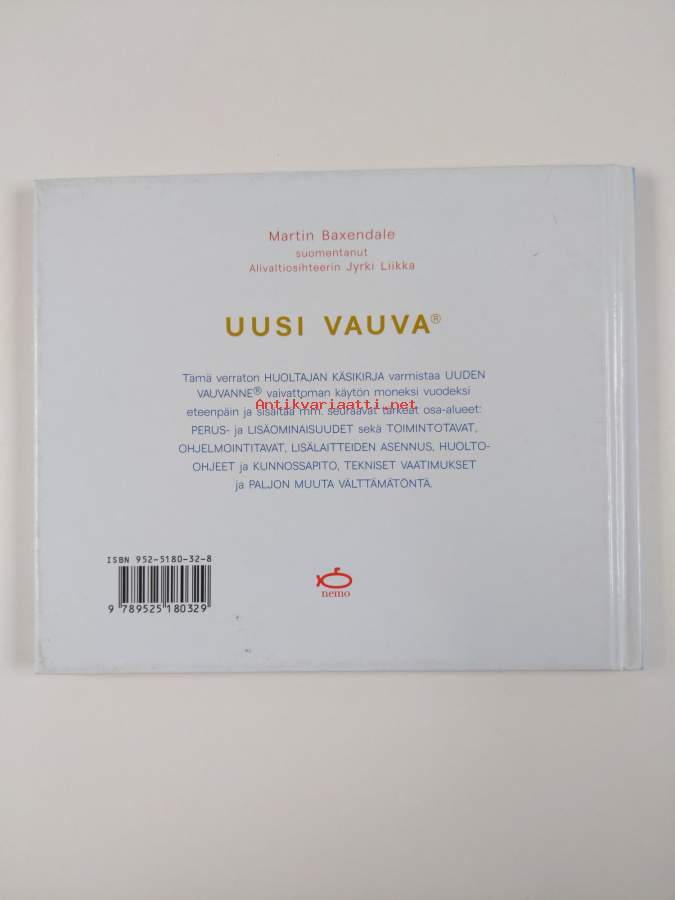 Martin Baxendale
suomentanut
Alivaltiosihteerin Jyrki Liikka
UUSI VAUVA®
Tämä verraton HUOLTAJAN KÄSIKIRJA varmistaa UUDEN
VAUVANNE® vaivattoman käytön moneksi vuodeksi
Antikvariaatti.net
eteenpäin ja sisältää mm. seuraavat tärkeät osa-alueet:
PERUS- ja LISÄOMINAISUUDET sekä TOIMINTOTAVAT,
OHJELMOINTITAVAT, LISÄLAITTEIDEN ASENNUS, HUOLTO-
OHJEET ja KUNNOSSAPITO, TEKNISET VAATIMUKSET
ja PALJON MUUTA VÄLTTÄMÄTÖNTÄ.
ISBN 952-5180-32-8
9 789525 180329
nemo